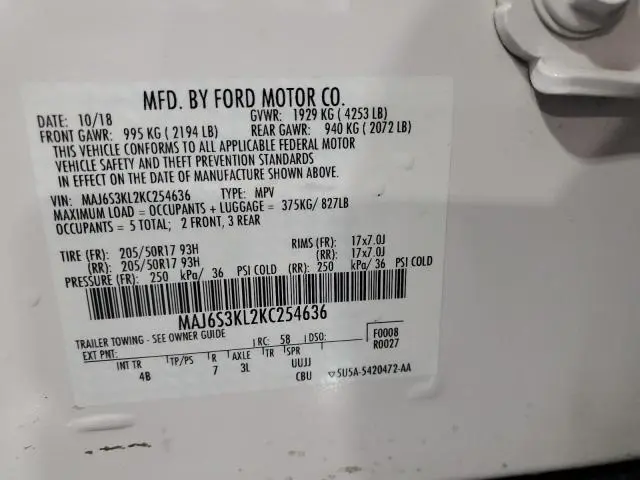 MFD. BY FORD MOTOR CO.
DATE: 10/18 GVWR: 1929 KG ( 4253 LB)
FRONT GAWR: 995 KG ( 2194 LB) REAR GAWR: 940 KG ( 2072 LB)
THIS VEHICLE CONFORMS TO ALL APPLICABLE FEDERAL MOTOR
VEHICLE SAFETY AND THEFT PREVENTION STANDARDS
IN EFFECT ON THE DATE OF MANUFACTURE SHOWN ABOVE.
VIN: MAJ6S3KL2KC254636 TYPE: MPV
MAXIMUM LOAD = OCCUPANTS + LUGGAGE = 375KG/ 827LB
OCCUPANTS = 5 TOTAL; 2 FRONT, 3 REAR
TIRE (FR): 205/50R17 93H RIMS (FR): 17x7.0J
(RR): 205/50R17 93H (RR): 17x7.0J
PRESSURE (FR): 250 kPa/ 36 PSI COLD (RR): 250 kPa/ 36 PSI COLD
MAJ6S3KL2KC254636
TRAILER TOWING - SEE OWNER GUIDE
EXT PNT: RC: 58 DSO: F0008
R0027
INT TR TP/PS R AXLE TR SPR
4B 7 3L UUJJ
CBU 5U5A-5420472-AA